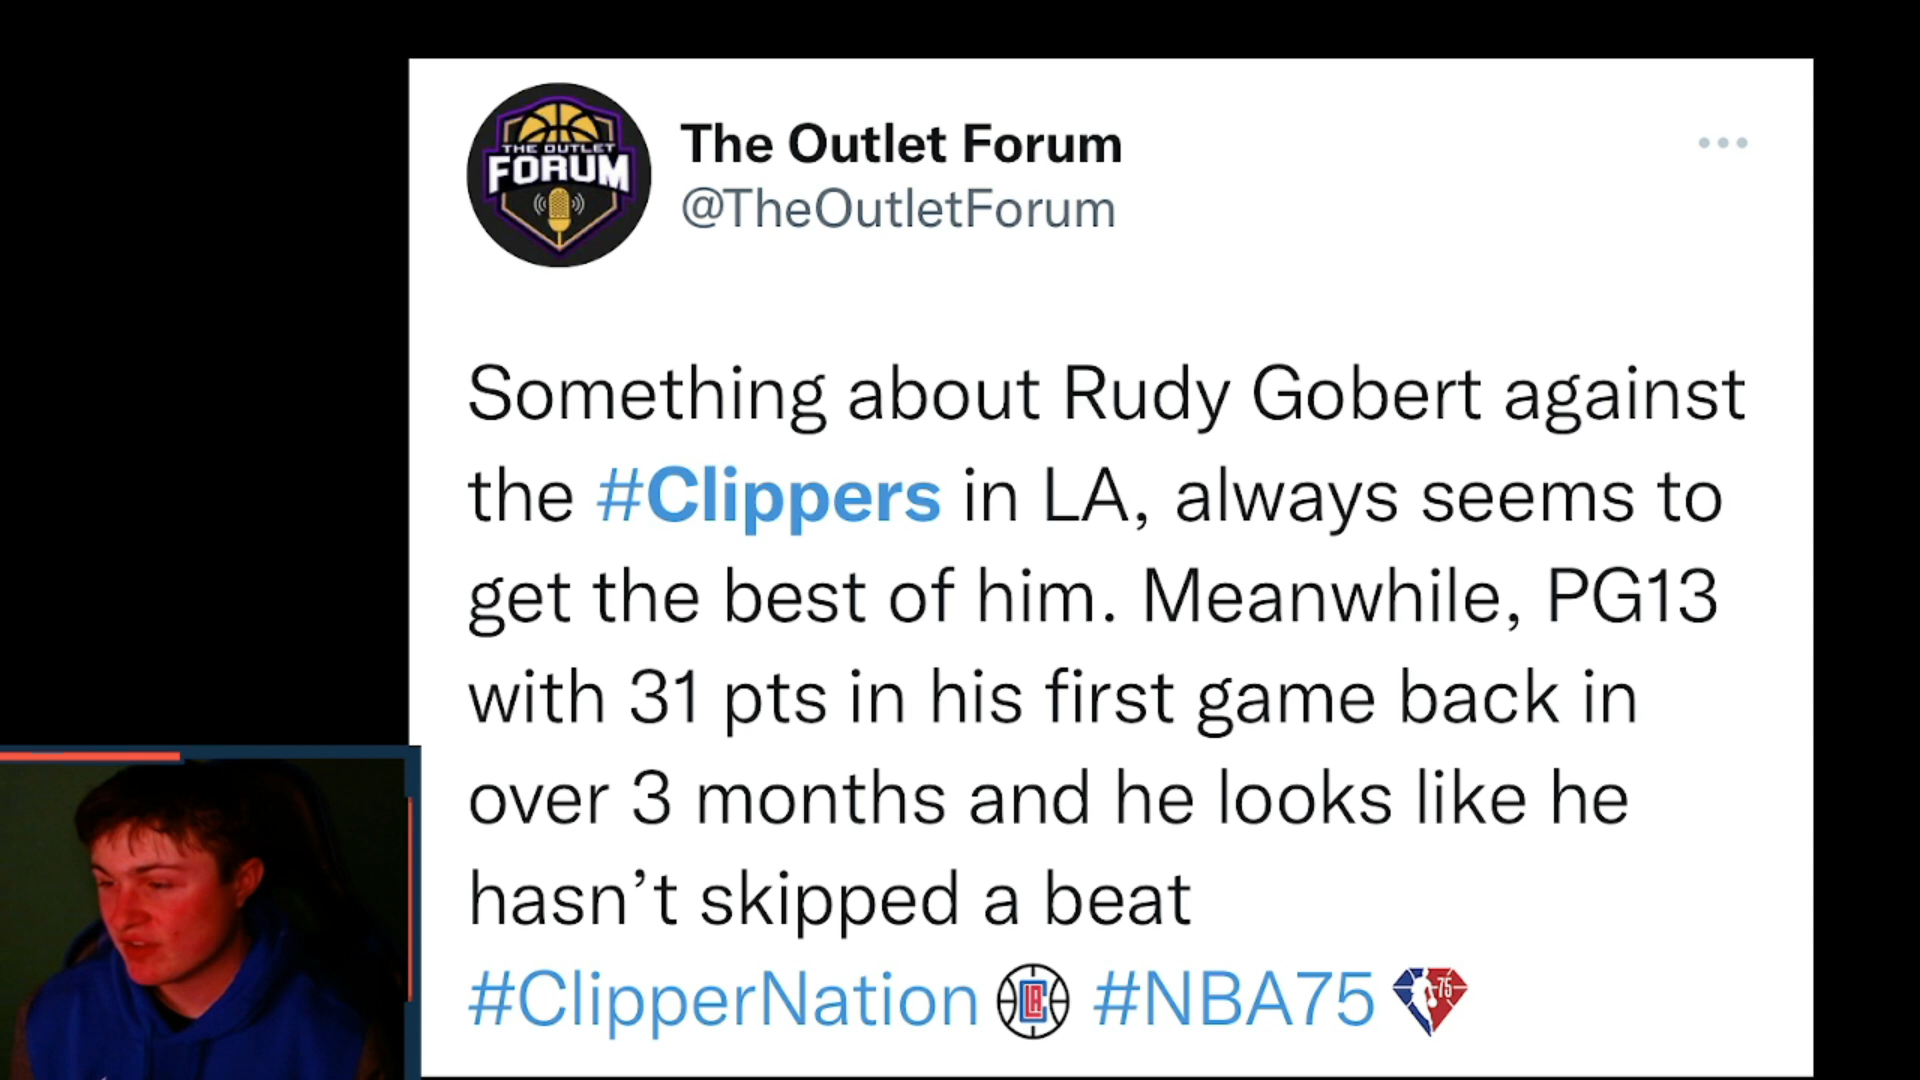 THE OUTLET
FORUM
The Outlet Forum
@TheOutletForum
Something about Rudy Gobert against
the #Clippers in LA, always seems to
get the best of him. Meanwhile, PG13
with 31 pts in his first game back in
over 3 months and he looks like he
hasn’t skipped a beat
#ClipperNation LA #NBA75 75